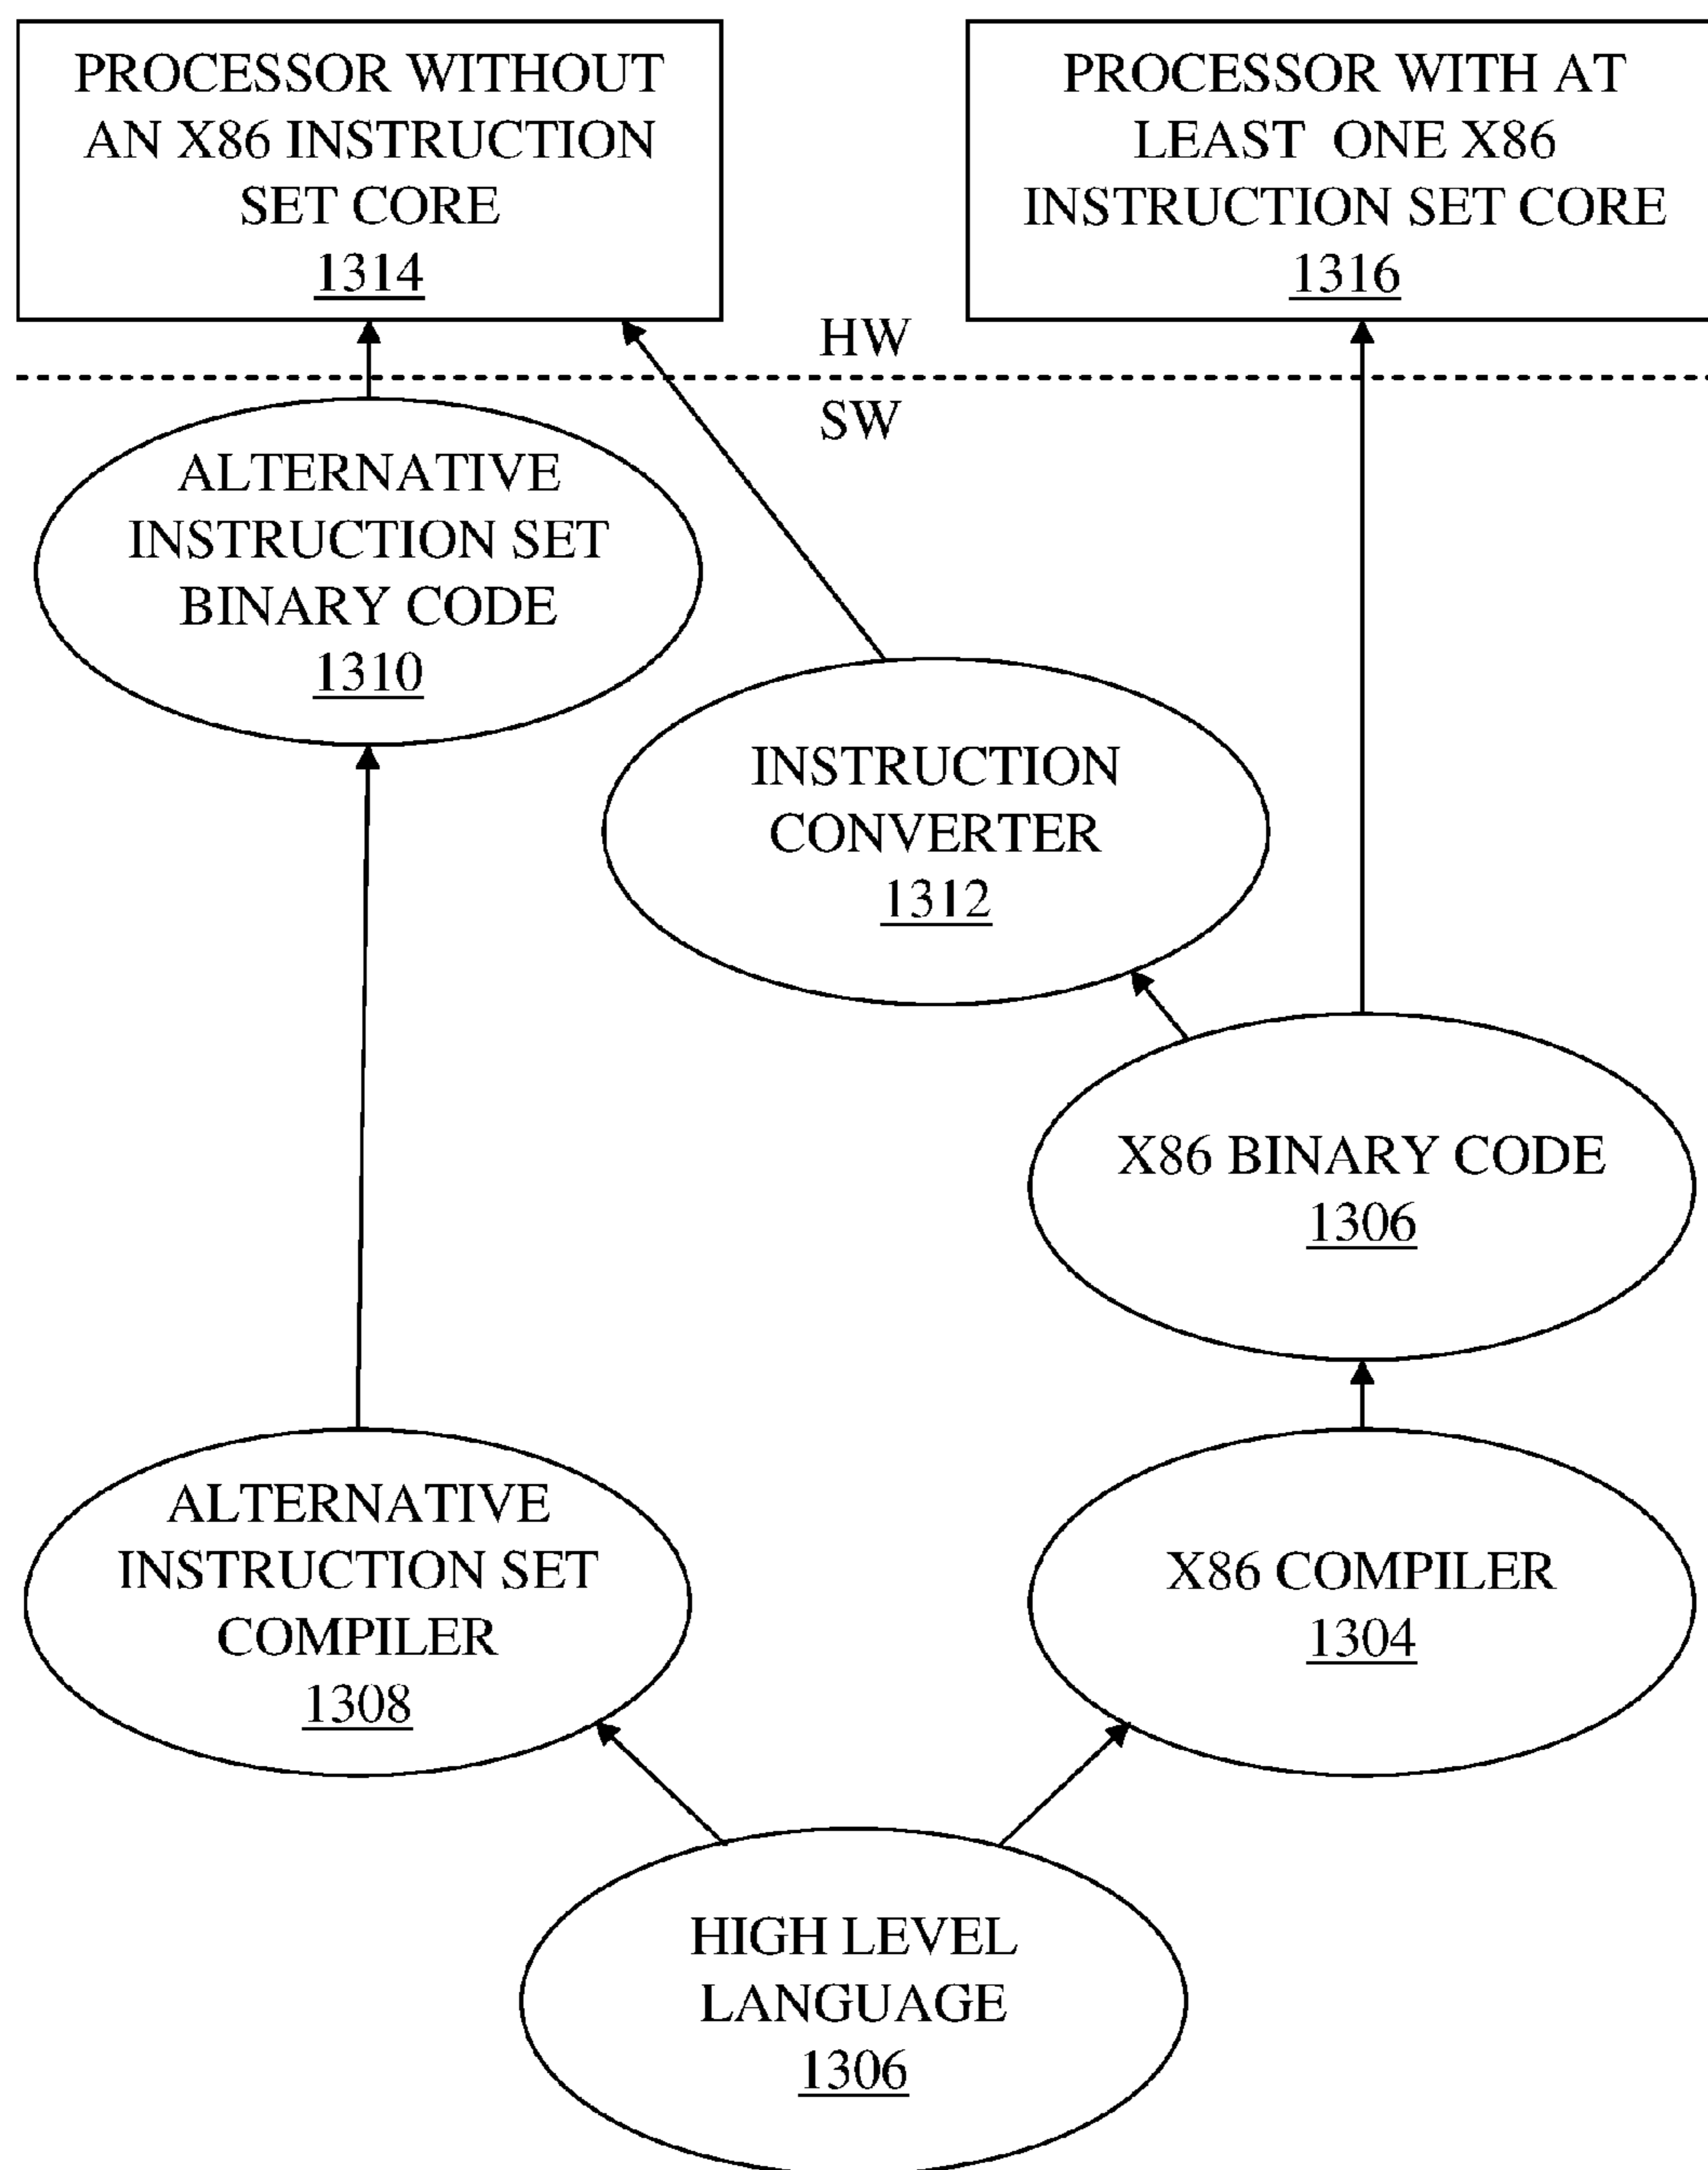 PROCESSOR WITHOUT
AN X86 INSTRUCTION
SET CORE
1314
PROCESSOR WITH AT
LEAST ONE X86
INSTRUCTION SET CORE
1316
HW
SW
ALTERNATIVE
INSTRUCTION SET
BINARY CODE
1310
INSTRUCTION
CONVERTER
1312
X86 BINARY CODE
1306
ALTERNATIVE
INSTRUCTION SET
COMPILER
1308
X86 COMPILER
1304
HIGH LEVEL
LANGUAGE
1306